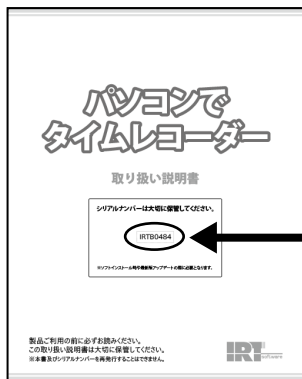 パソコンで
タイムレコーダー
取り扱い説明書
シリアルナンバーは大切に保管してください。
IRTB0484
※ソフトインストール時や最新版アップデートの際に必要となります。
製品ご利用の前に必ずお読みください。
この取り扱い説明書は大切に保管してください。
※本書及びシリアルナンバーを再発行することはできません。
IRT software